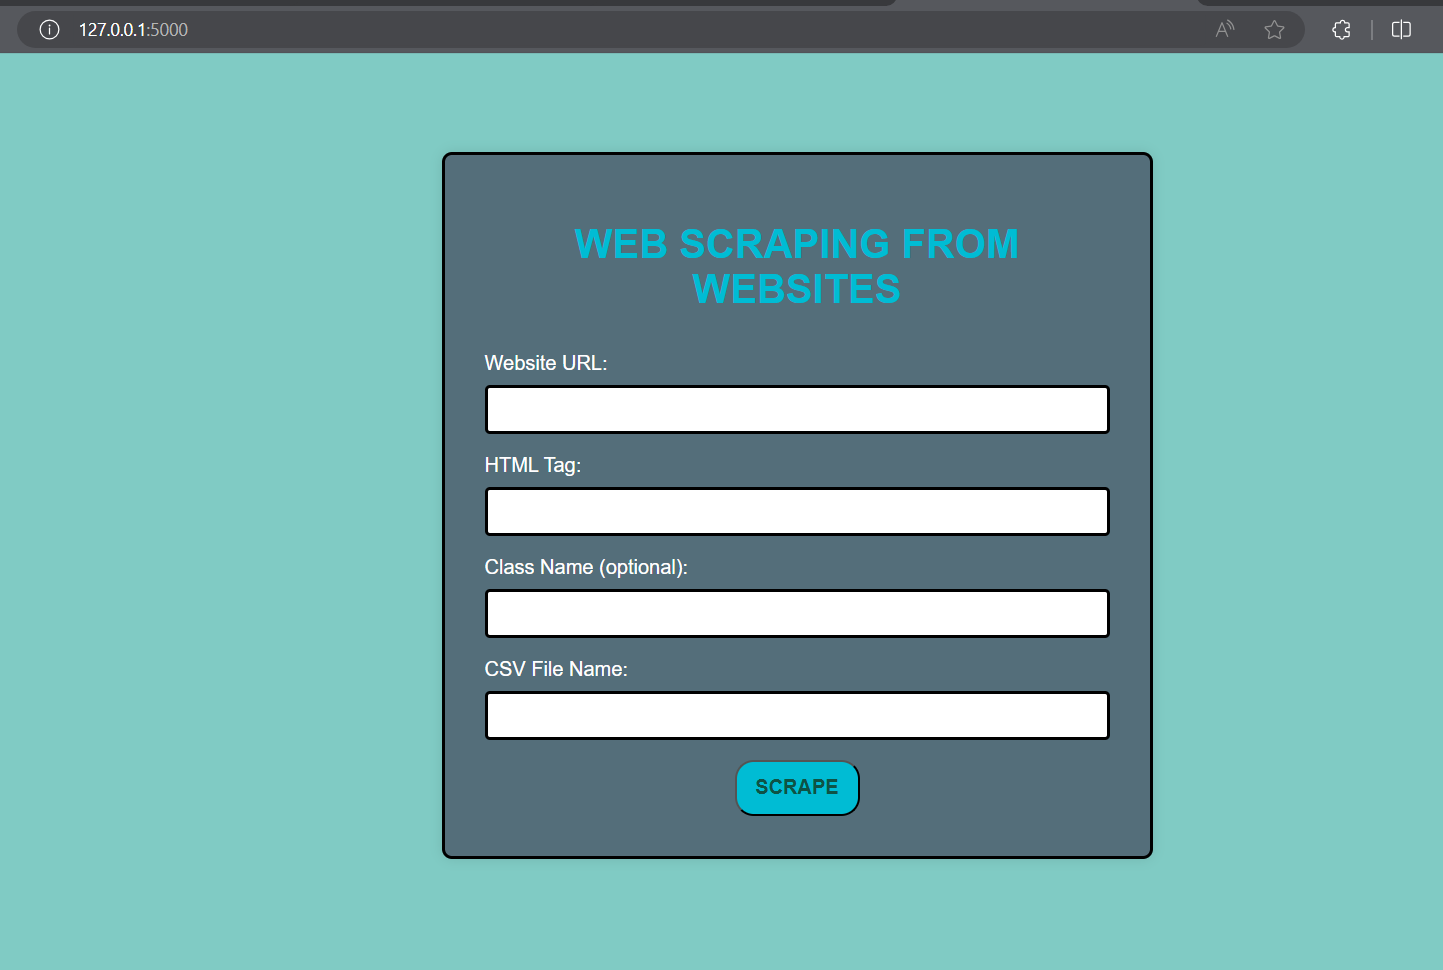 127.0.0.1:5000
WEB SCRAPING FROM
WEBSITES
Website URL:
HTML Tag:
Class Name (optional):
CSV File Name:
SCRAPE